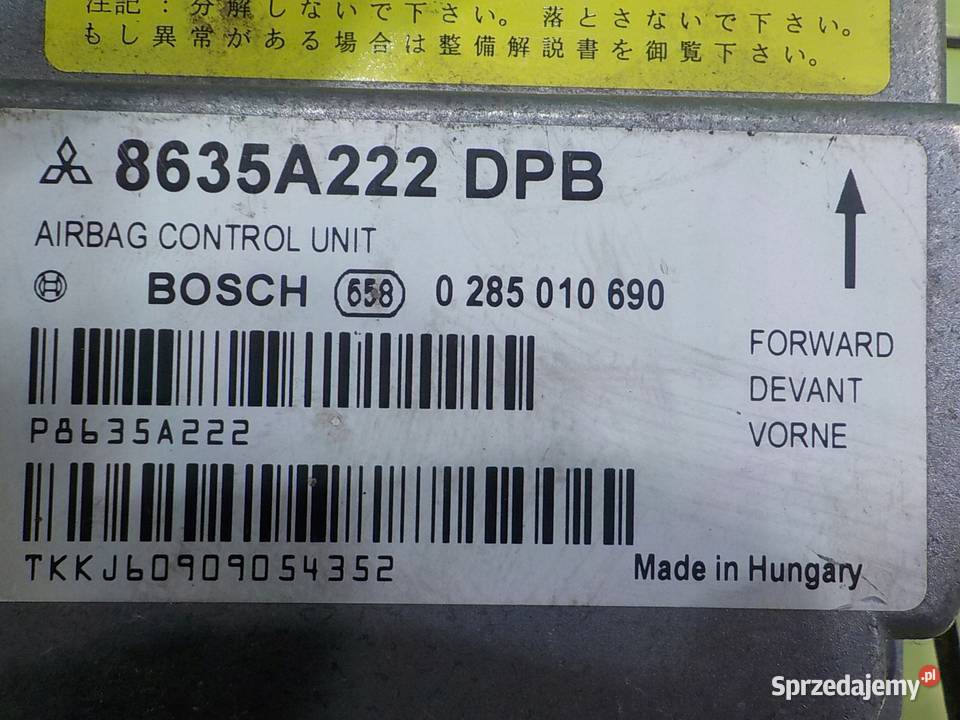 注記：分解しないで下さい。落とさないで下さい。
もし異常がある場合は整備解説書を御覧下さい。
8635A222 DPB
AIRBAG CONTROL UNIT
BOSCH 658 0 285 010 690
FORWARD
DEVANT
VORNE
P8635A222
TKKJ60909054352
Made in Hungary
Sprzedajemy.pl